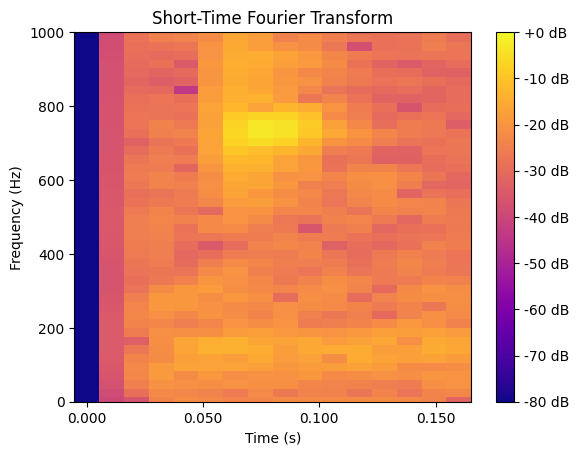 Short-Time Fourier Transform
1000
800
600
400
200
0
Frequency (Hz)
0.000
0.050
0.100
0.150
Time (s)
+0 dB
-10 dB
-20 dB
-30 dB
-40 dB
-50 dB
-60 dB
-70 dB
-80 dB